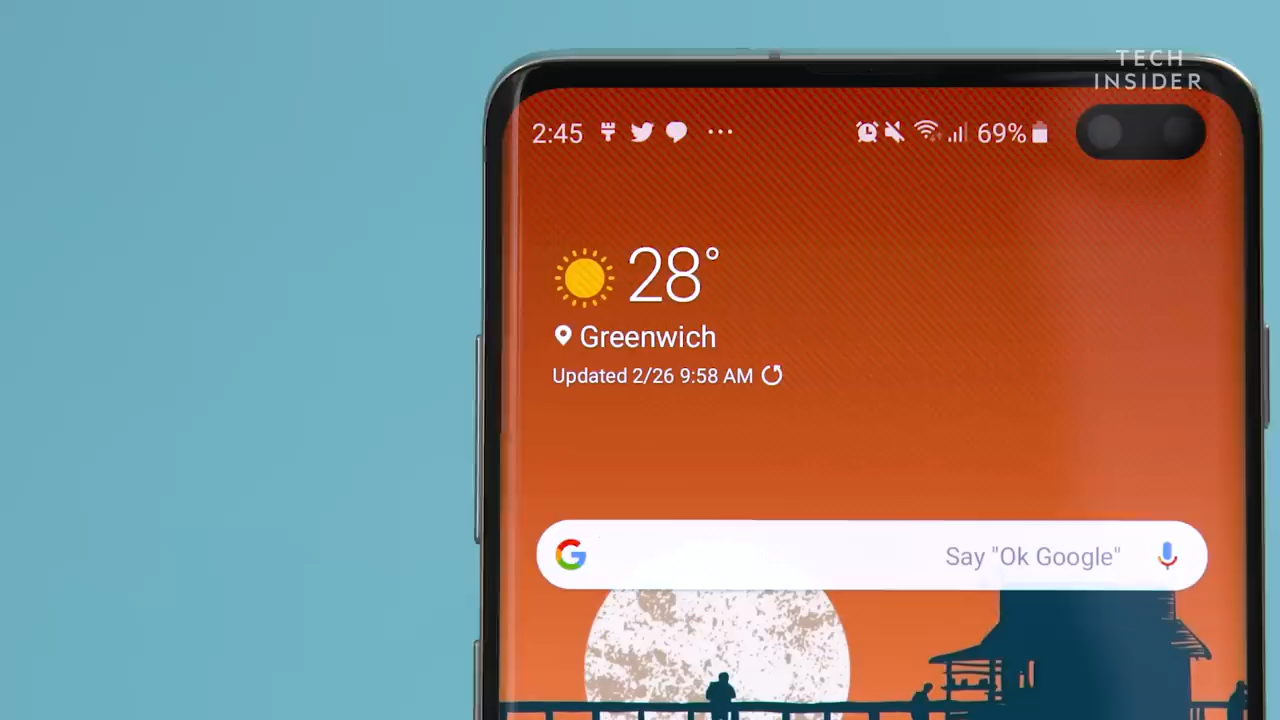 TECH
INSIDER
2:45
69%
28°
Greenwich
Updated 2/26 9:58 AM
Say "Ok Google"